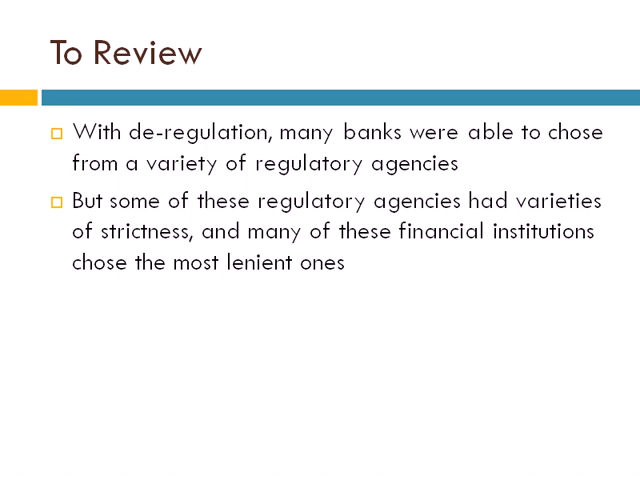 To Review
With de-regulation, many banks were able to chose
from a variety of regulatory agencies
But some of these regulatory agencies had varieties
of strictness, and many of these financial institutions
chose the most lenient ones